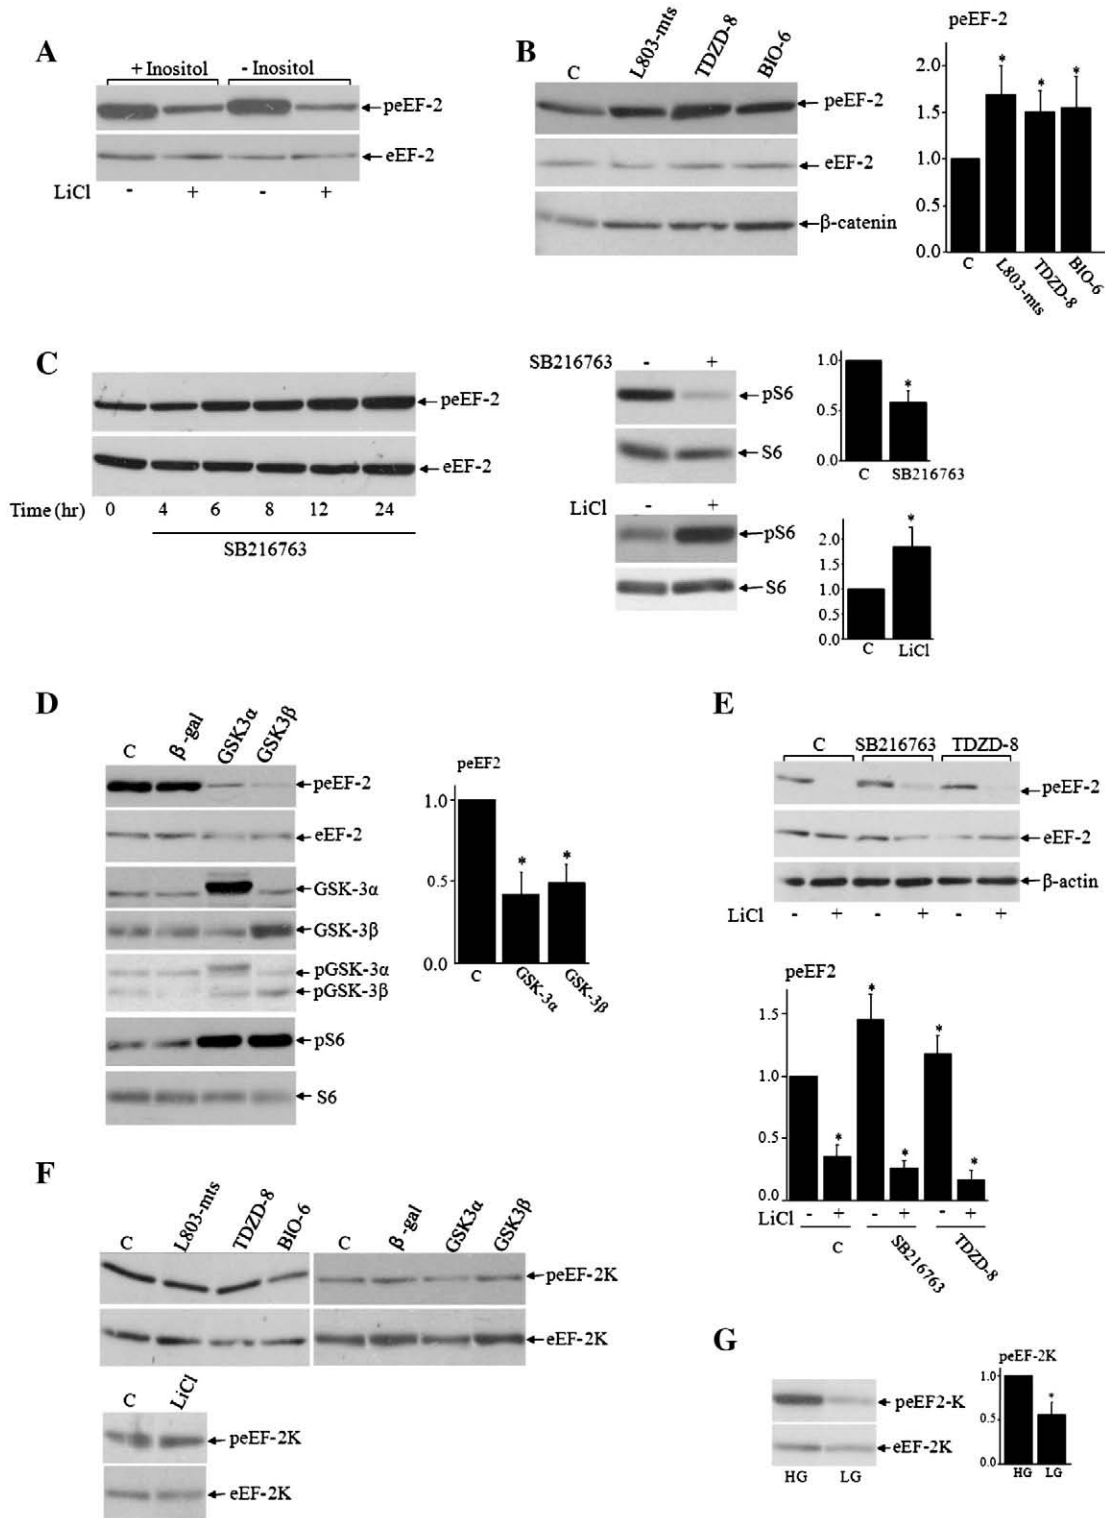 A
+ Inositol - Inositol
peEF-2
eEF-2
LiCl - + - +
B
C L803-mts TDZD-8 BIO-6
peEF-2
eEF-2
β-catenin
peEF-2
2.0
1.5
1.0
0.5
0.0
C L803-mts TDZD-8 BIO-6
C
peEF-2
eEF-2
Time (hr) 0 4 6 8 12 24
SB216763
SB216763 - +
pS6
S6
LiCl - +
pS6
S6
1.0
*
0.5
0.0
C SB216763
*
2.0
1.5
1.0
0.5
0.0
C LiCl
D
C β-gal GSK3α GSK3β
peEF-2
eEF-2
GSK-3α
GSK-3β
pGSK-3α
pGSK-3β
pS6
S6
peEF2
1.0
* *
0.5
0.0
C GSK-3α GSK-3β
E
C SB216763 TDZD-8
peEF-2
eEF-2
β-actin
LiCl - + - + - +
peEF2
1.5
1.0
0.5
0.0
LiCl - + - + - +
C SB216763 TDZD-8
F
C L803-mts TDZD-8 BIO-6 C β-gal GSK3α GSK3β
peEF-2K
eEF-2K
C LiCl
peEF-2K
eEF-2K
G
peEF2-K
eEF-2K
HG LG
peEF-2K
1.0
*
0.5
0.0
HG LG